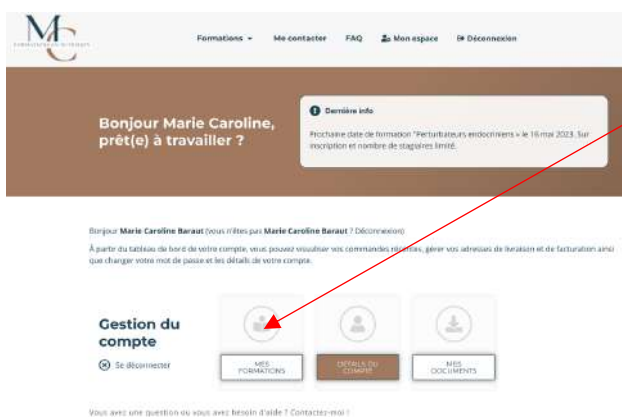 MC
Formations
Me contacter
FAQ
Mon espace
Déconnexion
Bonjour Marie Caroline,
prêt(e) à travailler ?
Dernière info
Prochaine date de formation "Perturbateurs endocriniens » le 16 mai 2023. Sur
inscription et nombre de stagiaires limité.
Bonjour Marie Caroline Baraut (vous n'êtes pas Marie Caroline Baraut ? Déconnexion)
À partir du tableau de bord de votre compte, vous pouvez visualiser vos commandes récentes, gérer vos adresses de livraison et de facturation ainsi
que changer votre mot de passe et les détails de votre compte.
Gestion du
compte
Se déconnecter
MES
FORMATIONS
DÉTAILS DU
COMPTE
MES
DOCUMENTS
Vous avez une question ou vous avez besoin d'aide ? Contactez-moi !